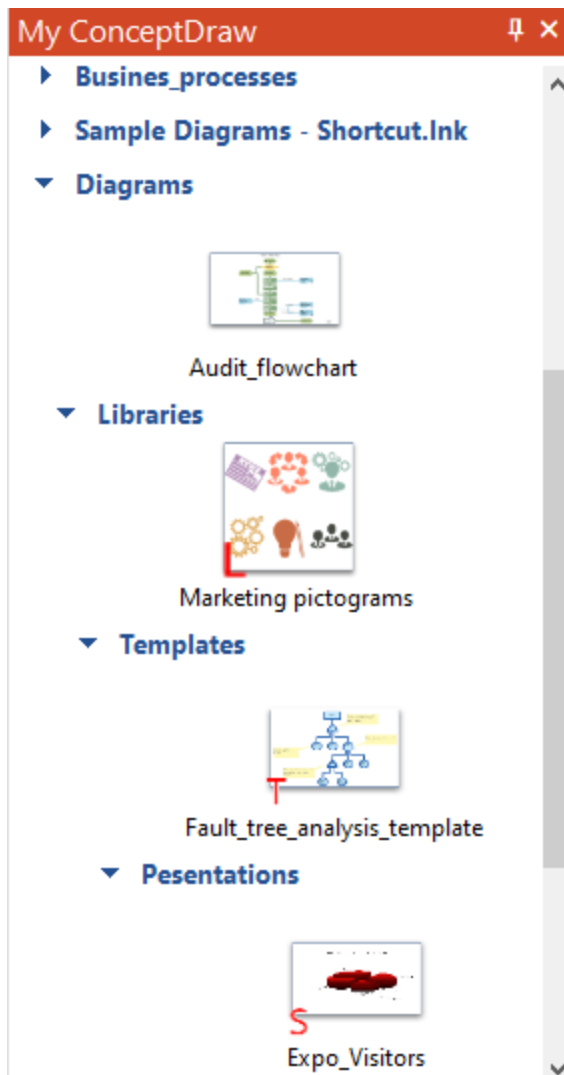 My ConceptDraw
Busines_processes
Sample Diagrams - Shortcut.lnk
Diagrams
Audit_flowchart
Libraries
L
Marketing pictograms
Templates
T
Fault_tree_analysis_template
Pesentations
S
Expo_Visitors